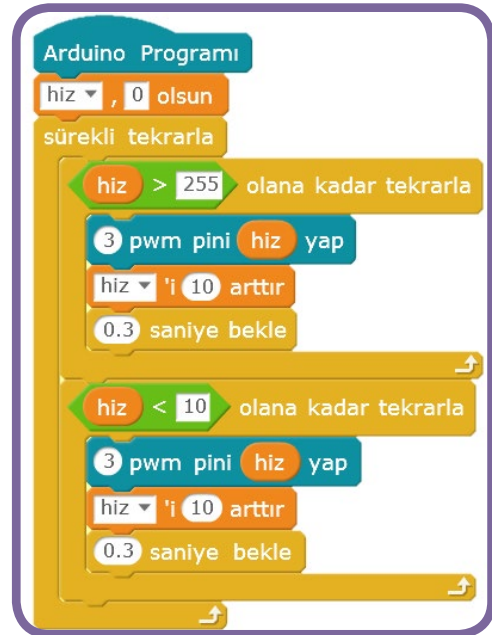 Arduino Programı
hiz , 0 olsun
sürekli tekrarla
hiz > 255 olana kadar tekrarla
3 pwm pini hiz yap
hiz 'i 10 arttır
0.3 saniye bekle
hiz < 10 olana kadar tekrarla
3 pwm pini hiz yap
hiz 'i 10 arttır
0.3 saniye bekle